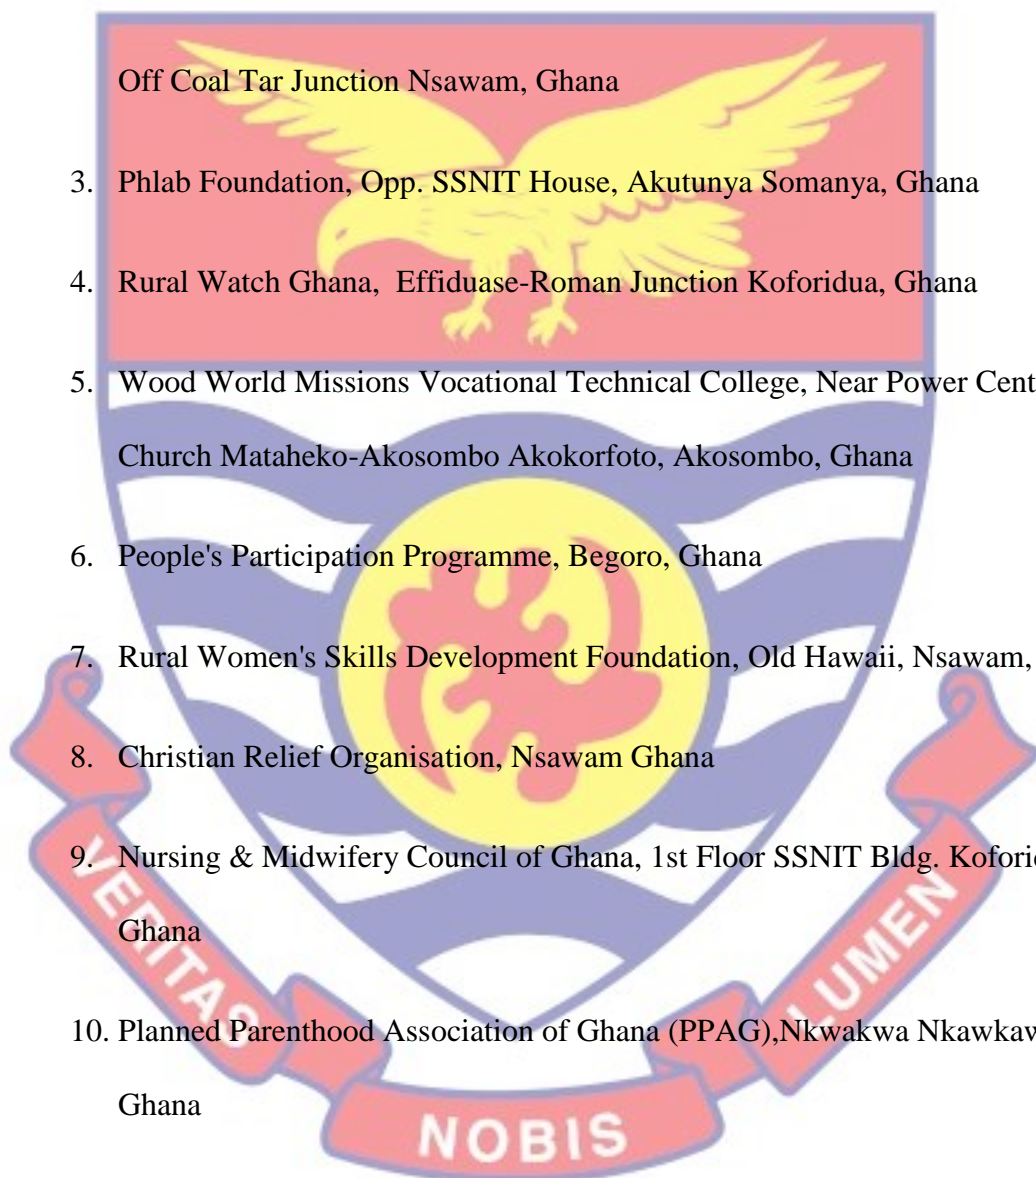 Off Coal Tar Junction Nsawam, Ghana
3. Phlab Foundation, Opp. SSNIT House, Akutunya Somanya, Ghana
4. Rural Watch Ghana, Effiduase-Roman Junction Koforidua, Ghana
5. Wood World Missions Vocational Technical College, Near Power Cent
Church Mataheko-Akosombo Akokorfoto, Akosombo, Ghana
6. People's Participation Programme, Begoro, Ghana
7. Rural Women's Skills Development Foundation, Old Hawaii, Nsawam,
8. Christian Relief Organisation, Nsawam Ghana
9. Nursing & Midwifery Council of Ghana, 1st Floor SSNIT Bldg. Kofori
Ghana
10. Planned Parenthood Association of Ghana (PPAG),Nkwakwa Nkawkaw
Ghana
VERITAS
NOBIS
LUMEN